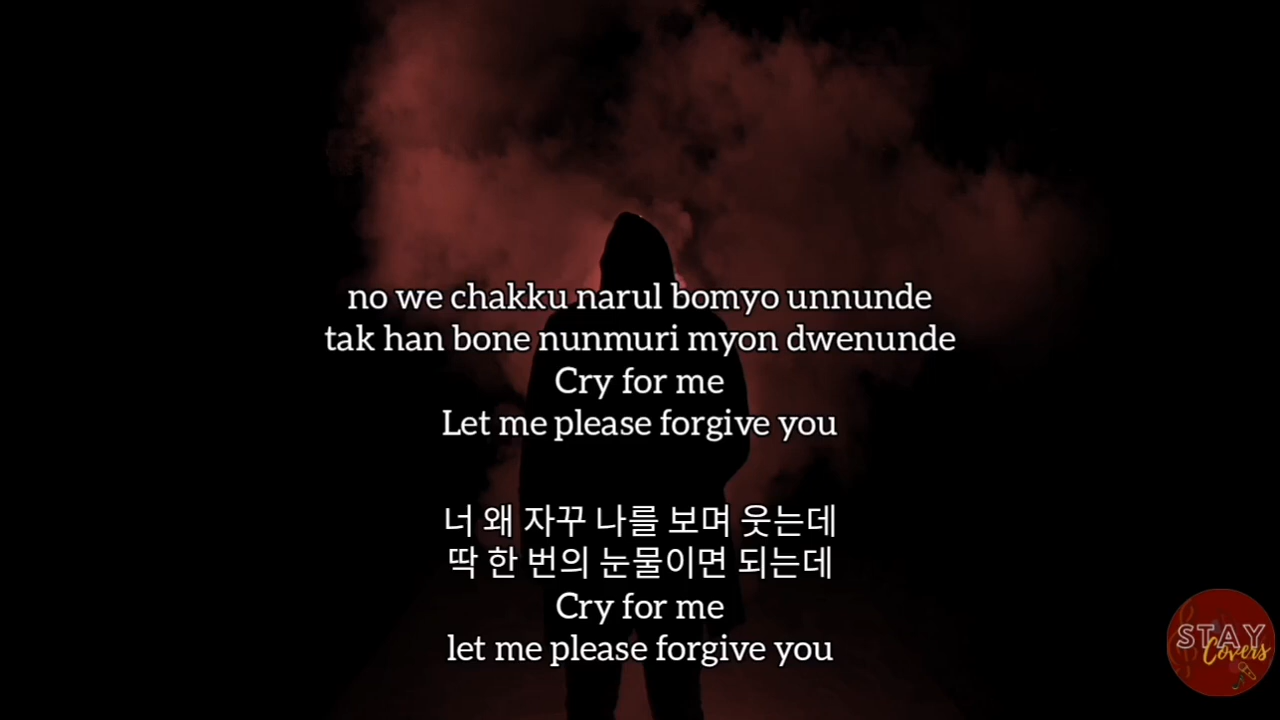 no we chakku narul bomyo unnunde
tak han bone nunmuri myon dwenunde
Cry for me
Let me please forgive you
너 왜 자꾸 나를 보며 웃는데
딱 한 번의 눈물이면 되는데
Cry for me
let me please forgive you
STAY
Covers